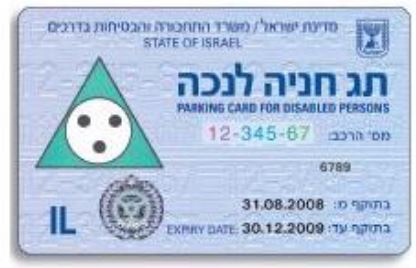 מדינת ישראל / משרד התחבורה והבטיחות בדרכים
STATE OF ISRAEL
תג חניה לנכה
PARKING CARD FOR DISABLED PERSONS
מס׳ הרכב: 12-345-67
6789
בתוקף מ: 31.08.2008
EXPIRY DATE: 30.12.2009 בתוקף עד:
IL